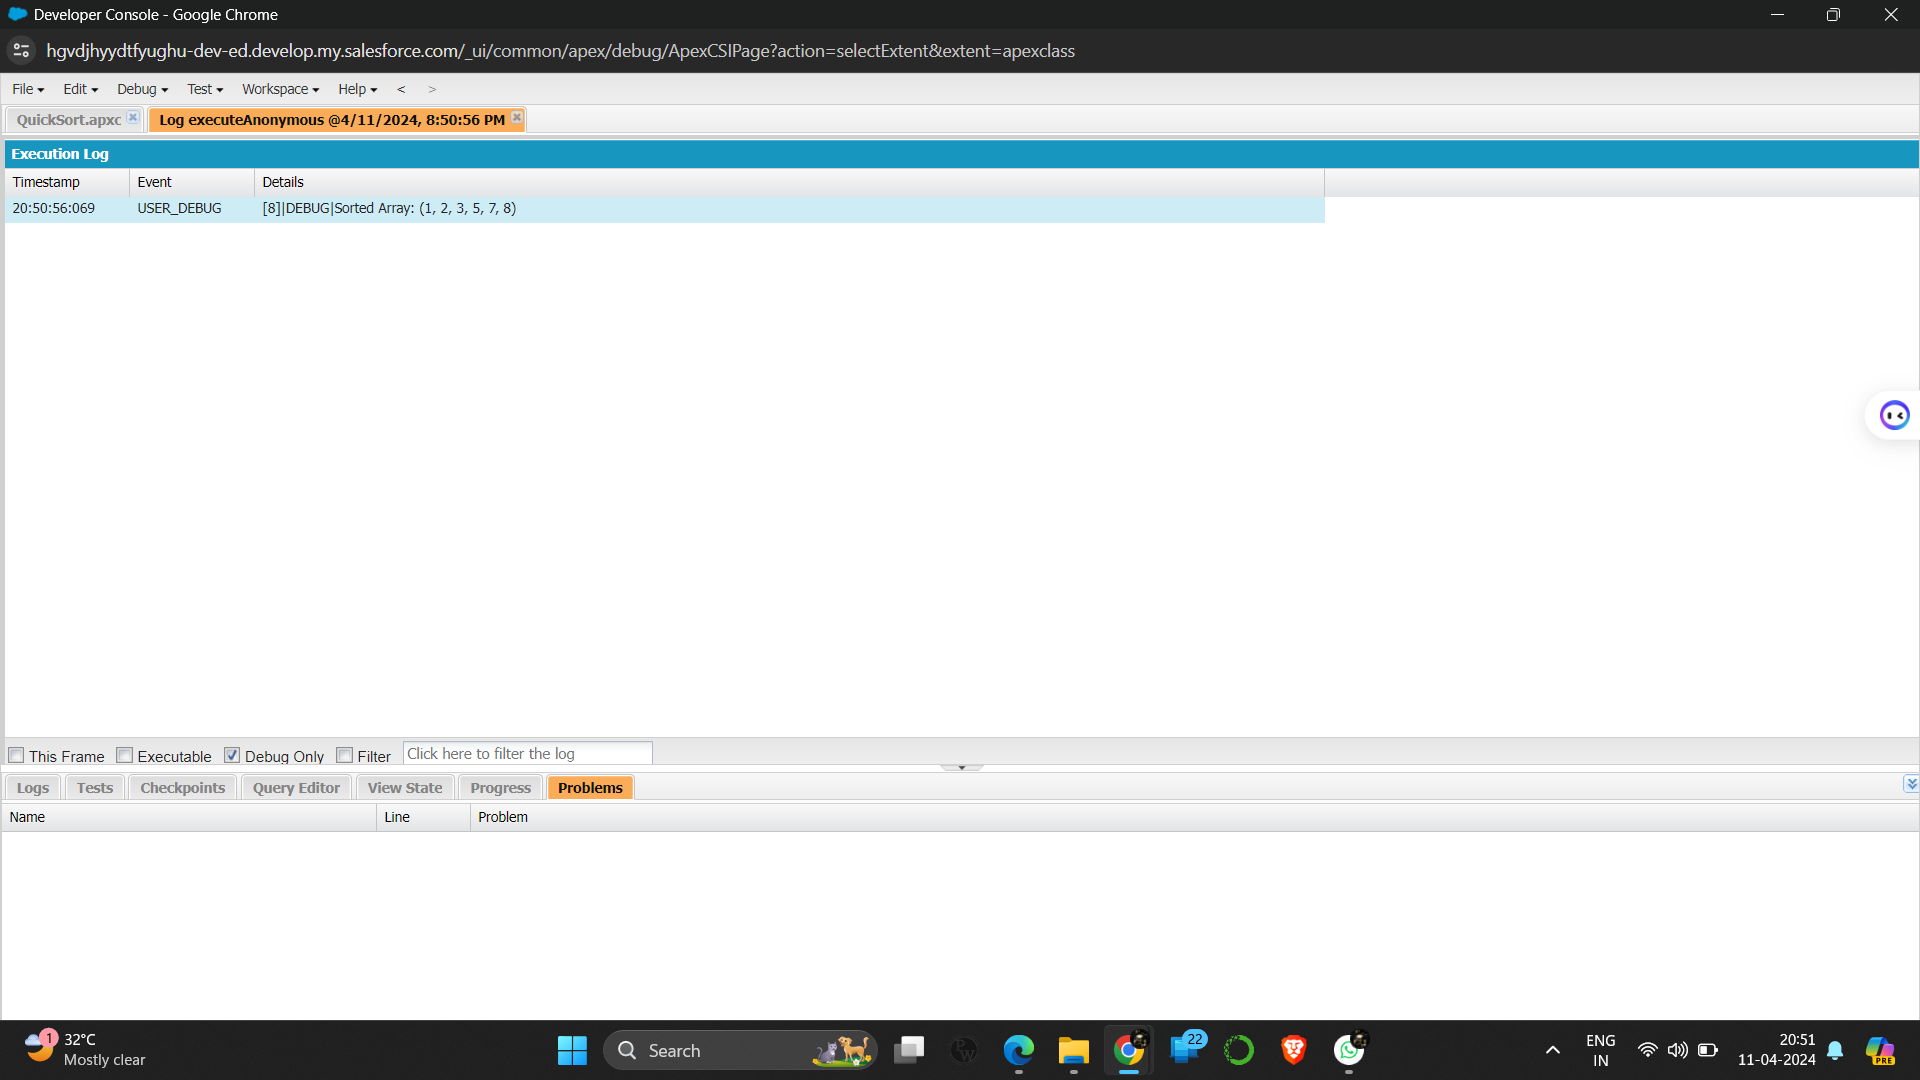 Developer Console - Google Chrome
hgvdjhyydtfyughu-dev-ed.develop.my.salesforce.com/_ui/common/apex/debug/ApexCSIPage?action=selectExtent&extent=apexclass
File Edit Debug Test Workspace Help < >
QuickSort.apxc Log executeAnonymous @4/11/2024, 8:50:56 PM
Execution Log
Timestamp Event Details
20:50:56:069 USER_DEBUG [8]|DEBUG|Sorted Array: (1, 2, 3, 5, 7, 8)
This Frame Executable Debug Only Filter Click here to filter the log
Logs Tests Checkpoints Query Editor View State Progress Problems
Name Line Problem
1 32°C
Mostly clear
Search
22
ENG
IN
20:51
11-04-2024
PRE